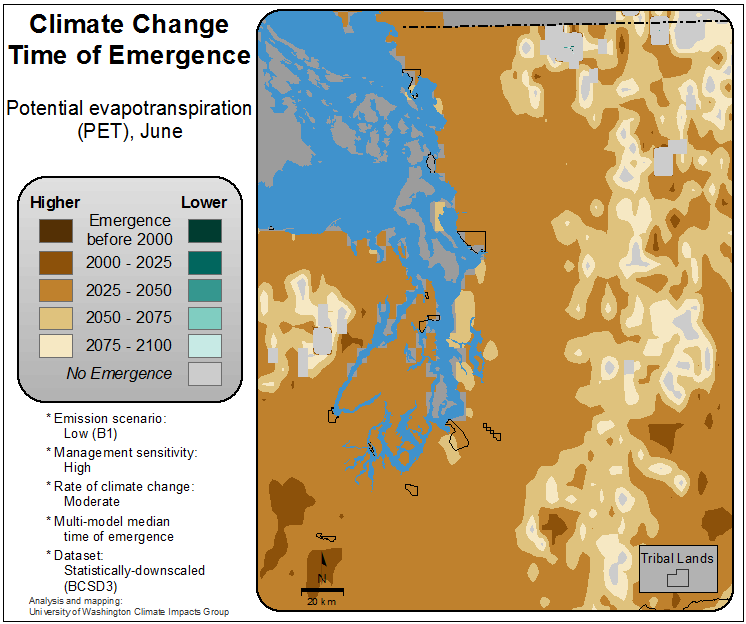 Climate Change
Time of Emergence
Potential evapotranspiration
(PET), June
Higher
Lower
Emergence
before 2000
2000 - 2025
2025 - 2050
2050 - 2075
2075 - 2100
No Emergence
* Emission scenario:
Low (B1)
* Management sensitivity:
High
* Rate of climate change:
Moderate
* Multi-model median
time of emergence
* Dataset:
Statistically-downscaled
(BCSD3)
Analysis and mapping:
University of Washington Climate Impacts Group
N
20 km
Tribal Lands